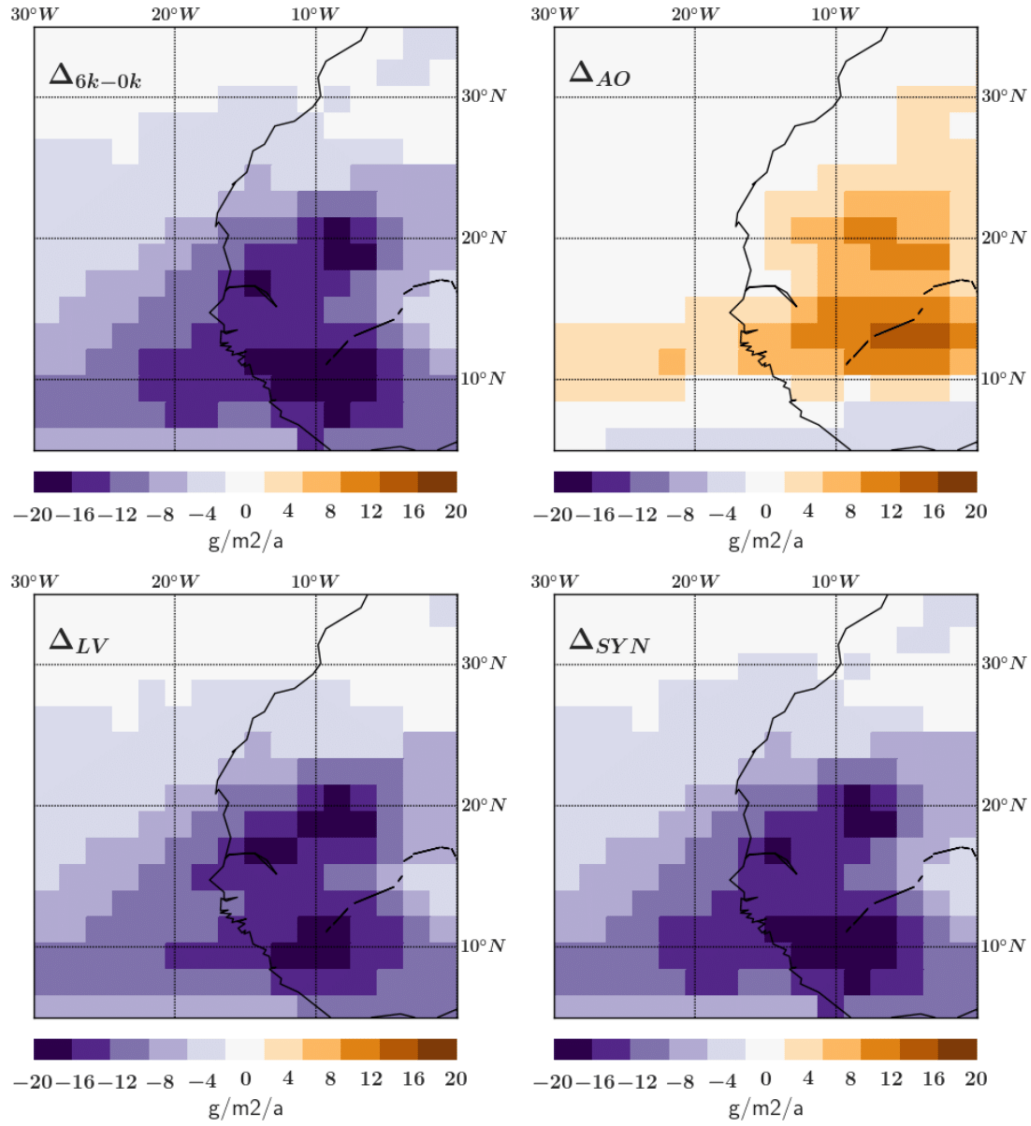 30°W 20°W 10°W 30°W 20°W 10°W
Δ6k−0k ΔAO
30°N 30°N
20°N 20°N
10°N 10°N
−20 −16 −12 −8 −4 0 4 8 12 16 20 −20 −16 −12 −8 −4 0 4 8 12 16 20
g/m2/a g/m2/a
30°W 20°W 10°W 30°W 20°W 10°W
ΔLV ΔSYN
30°N 30°N
20°N 20°N
10°N 10°N
−20 −16 −12 −8 −4 0 4 8 12 16 20 −20 −16 −12 −8 −4 0 4 8 12 16 20
g/m2/a g/m2/a